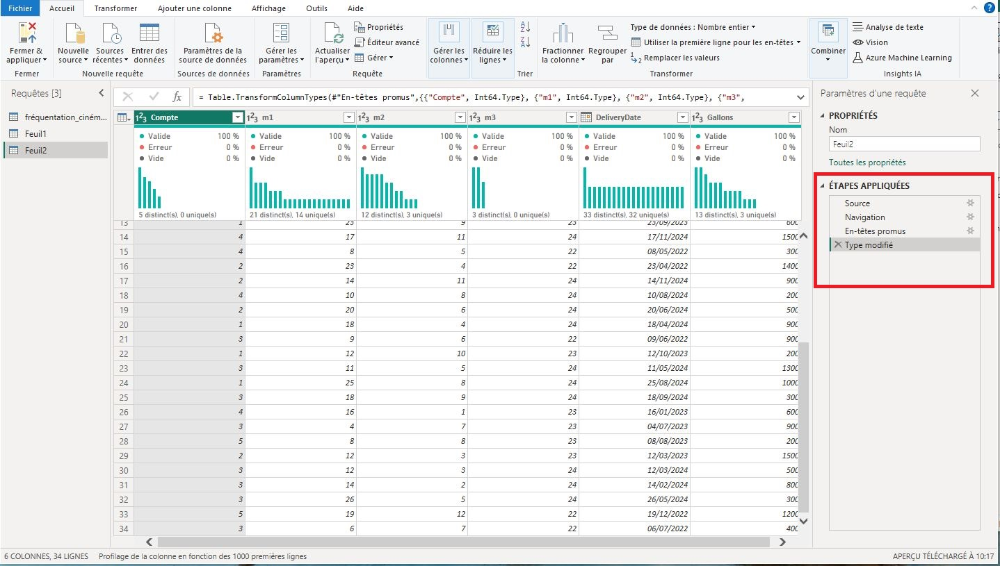 Fichier Accueil Transformer Ajouter une colonne Affichage Outils Aide
Fermer & appliquer
Fermer
Nouvelle source
Sources récentes
Entrer des données
Nouvelle requête
Paramètres de la source de données
Sources de données
Gérer les paramètres
Paramètres
Actualiser l'aperçu
Propriétés
Éditeur avancé
Gérer
Requête
Gérer les colonnes
Réduire les lignes
Trier
Fractionner la colonne
Regrouper par
Type de données : Nombre entier
Utiliser la première ligne pour les en-têtes
Remplacer les valeurs
Transformer
Combiner
Analyse de texte
Vision
Azure Machine Learning
Insights IA
Requêtes [3]
fréquentation_ciném...
Feuil1
Feuil2
= Table.TransformColumnTypes(#"En-têtes promus",{{"Compte", Int64.Type}, {"m1", Int64.Type}, {"m2", Int64.Type}, {"m3",
Compte m1 m2 m3 DeliveryDate Gallons
Valide 100 % Valide 100 % Valide 100 % Valide 100 % Valide 100 % Valide 100 %
Erreur 0 % Erreur 0 % Erreur 0 % Erreur 0 % Erreur 0 % Erreur 0 %
Vide 0 % Vide 0 % Vide 0 % Vide 0 % Vide 0 % Vide 0 %
5 distinct(s), 0 unique(s) 21 distinct(s), 14 unique(s) 12 distinct(s), 3 unique(s) 3 distinct(s), 0 unique(s) 33 distinct(s), 32 unique(s) 13 distinct(s), 3 unique(s)
13 1 23 9 23 23/09/2023 600
14 4 17 11 24 17/11/2024 1500
15 4 8 5 22 08/05/2022 300
16 2 23 4 22 23/04/2022 1400
17 2 14 11 24 14/11/2024 900
18 4 10 8 24 10/08/2024 200
19 2 20 6 24 20/06/2024 500
20 1 18 4 24 18/04/2024 900
21 3 9 6 22 09/06/2022 900
22 1 12 10 23 12/10/2023 200
23 3 11 5 24 11/05/2024 1300
24 1 25 8 24 25/08/2024 1000
25 3 18 9 24 18/09/2024 300
26 4 16 1 23 16/01/2023 600
27 3 4 7 23 04/07/2023 900
28 5 8 8 23 08/08/2023 200
29 2 12 3 23 12/03/2023 1500
30 3 12 3 24 12/03/2024 500
31 3 14 2 24 14/02/2024 800
32 3 26 5 24 26/05/2024 300
33 5 19 12 22 19/12/2022 1200
34 3 6 7 22 06/07/2022 400
Paramètres d'une requête
PROPRIÉTÉS
Nom
Feuil2
Toutes les propriétés
ÉTAPES APPLIQUÉES
Source
Navigation
En-têtes promus
Type modifié
6 COLONNES, 34 LIGNES Profilage de la colonne en fonction des 1000 premières lignes APERÇU TÉLÉCHARGÉ À 10:17